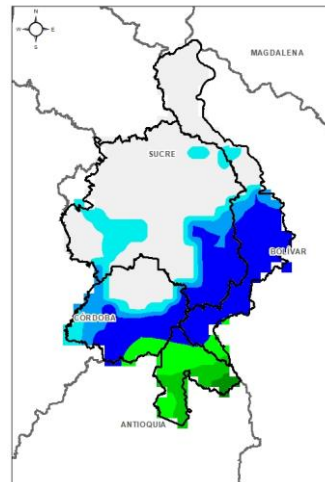 N
W E
S
MAGDALENA
SUCRE
BOLIVAR
CORDOBA
ANTIOQUIA